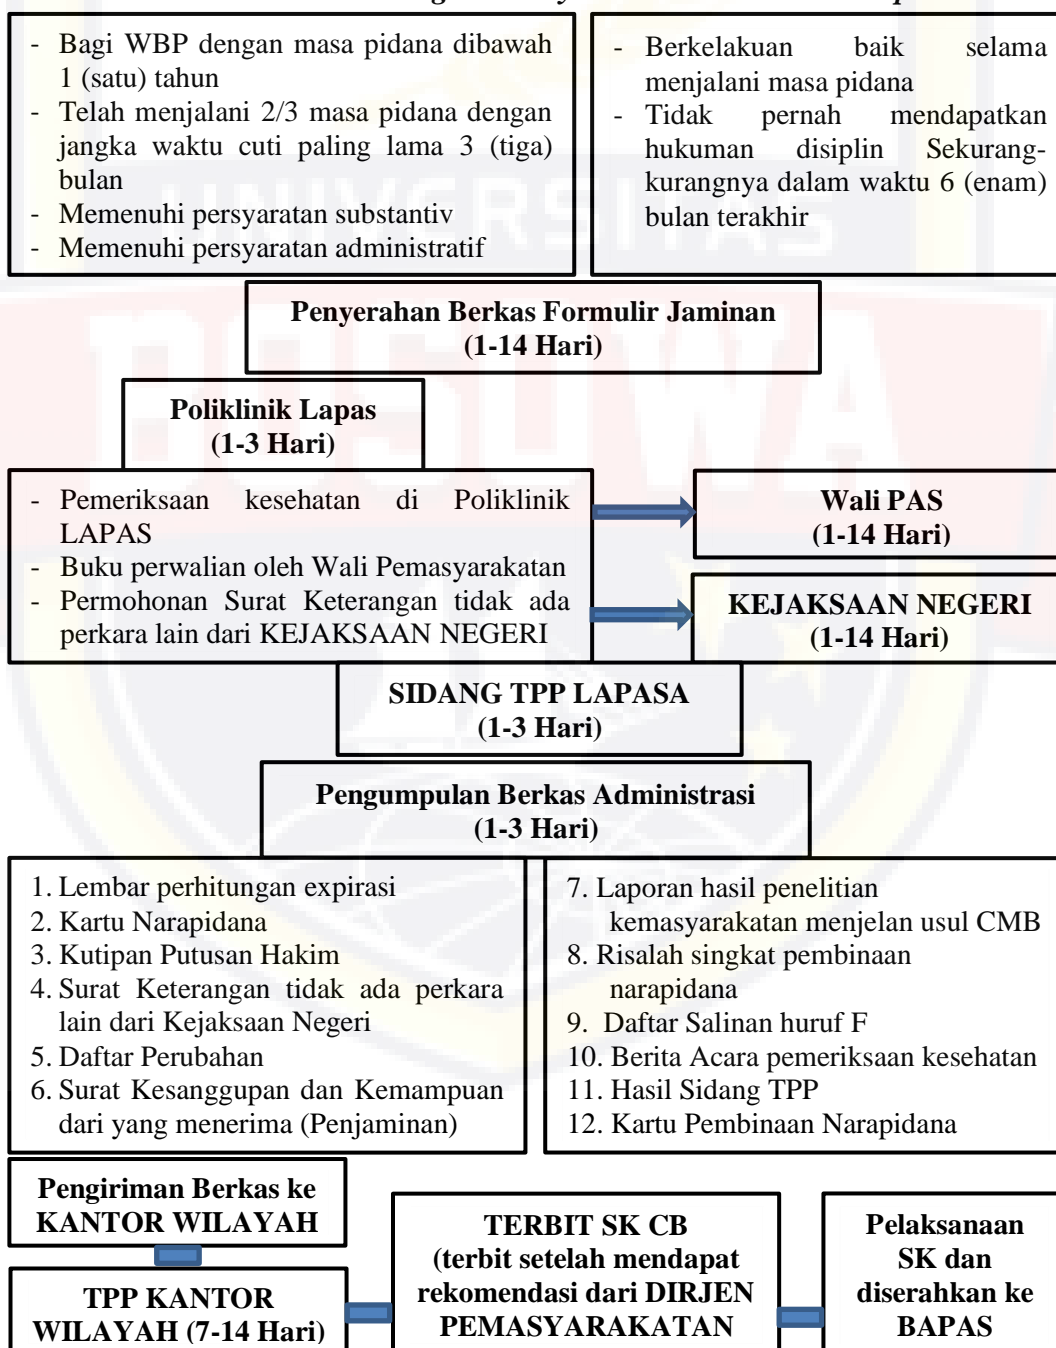 - Bagi WBP dengan masa pidana dibawah
1 (satu) tahun
- Telah menjalani 2/3 masa pidana dengan
jangka waktu cuti paling lama 3 (tiga)
bulan
- Memenuhi persyaratan substantiv
- Memenuhi persyaratan administratif
- Berkelakuan baik selama
menjalani masa pidana
- Tidak pernah mendapatkan
hukuman disiplin Sekurang-
kurangnya dalam waktu 6 (enam)
bulan terakhir
UNIVERSITAS
BOSOWA
Penyerahan Berkas Formulir Jaminan
(1-14 Hari)
Poliklinik Lapas
(1-3 Hari)
- Pemeriksaan kesehatan di Poliklinik
LAPAS
- Buku perwalian oleh Wali Pemasyarakatan
- Permohonan Surat Keterangan tidak ada
perkara lain dari KEJAKSAAN NEGERI
Wali PAS
(1-14 Hari)
KEJAKSAAN NEGERI
(1-14 Hari)
SIDANG TPP LAPASA
(1-3 Hari)
Pengumpulan Berkas Administrasi
(1-3 Hari)
1. Lembar perhitungan expirasi
2. Kartu Narapidana
3. Kutipan Putusan Hakim
4. Surat Keterangan tidak ada perkara
lain dari Kejaksaan Negeri
5. Daftar Perubahan
6. Surat Kesanggupan dan Kemampuan
dari yang menerima (Penjaminan)
7. Laporan hasil penelitian
kemasyarakatan menjelan usul CMB
8. Risalah singkat pembinaan
narapidana
9. Daftar Salinan huruf F
10. Berita Acara pemeriksaan kesehatan
11. Hasil Sidang TPP
12. Kartu Pembinaan Narapidana
Pengiriman Berkas ke
KANTOR WILAYAH
TPP KANTOR
WILAYAH (7-14 Hari)
TERBIT SK CB
(terbit setelah mendapat
rekomendasi dari DIRJEN
PEMASYARAKATAN
Pelaksanaan
SK dan
diserahkan ke
BAPAS